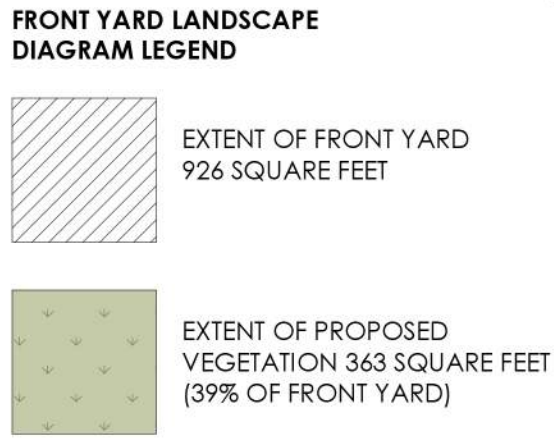 FRONT YARD LANDSCAPE
DIAGRAM LEGEND
EXTENT OF FRONT YARD
926 SQUARE FEET
EXTENT OF PROPOSED
VEGETATION 363 SQUARE FEET
(39% OF FRONT YARD)